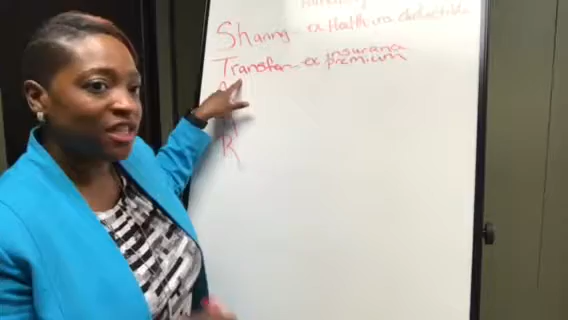 Sharing - ex Health ins deductible
Transfer - ex insurance premium
R